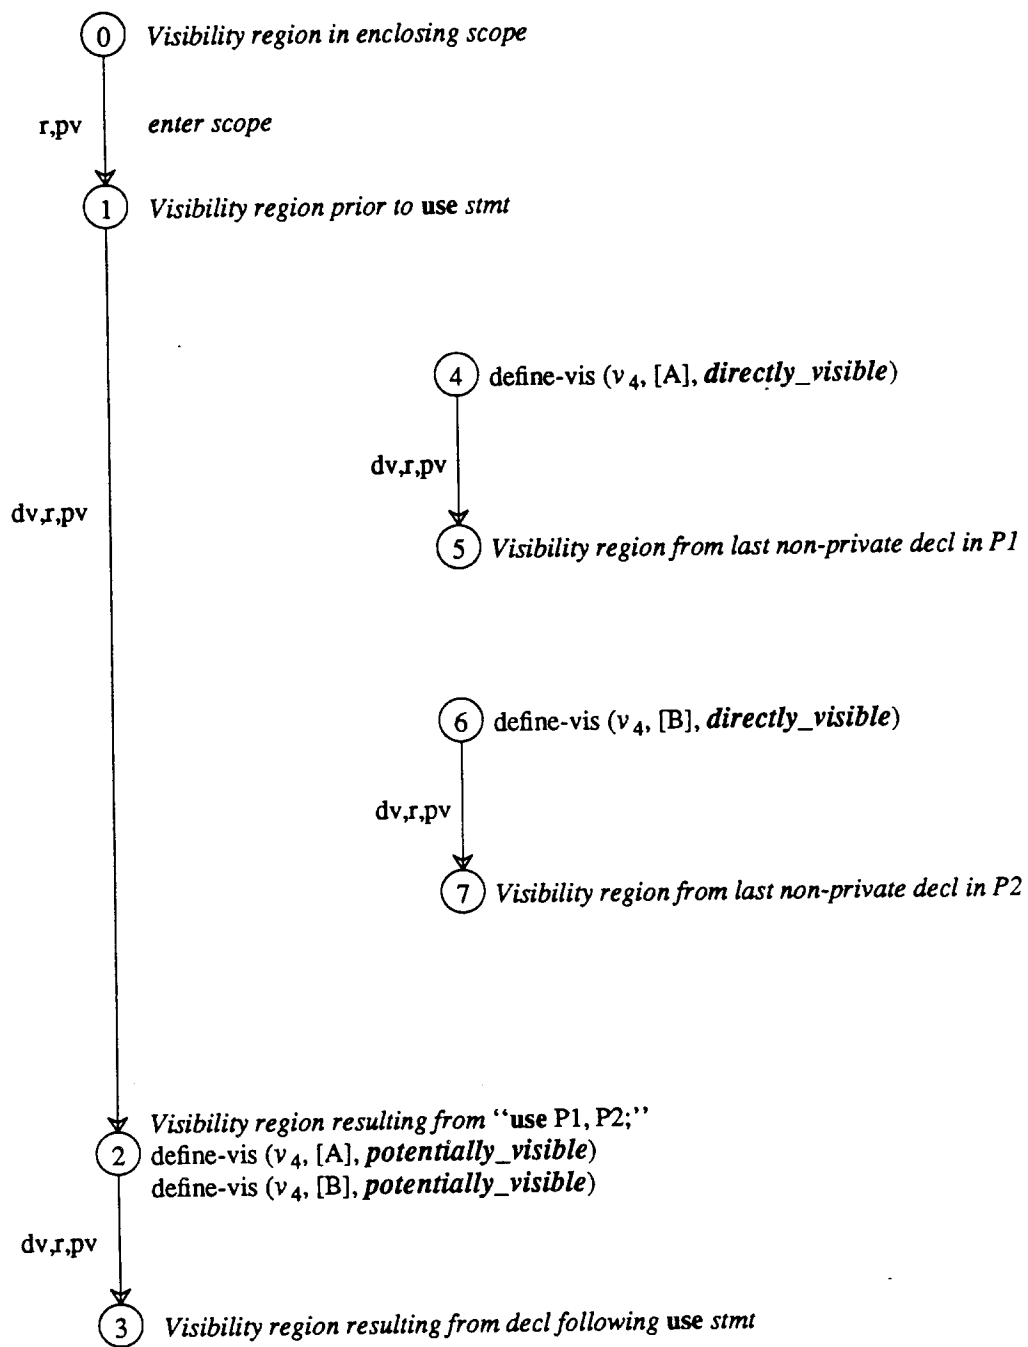 0 Visibility region in enclosing scope
r,pv enter scope
1 Visibility region prior to use stmt
4 define-vis (v₄, [A], directly_visible)
dv,r,pv
dv,r,pv
5 Visibility region from last non-private decl in P1
6 define-vis (v₄, [B], directly_visible)
dv,r,pv
7 Visibility region from last non-private decl in P2
Visibility region resulting from “use P1, P2;”
2 define-vis (v₄, [A], potentially_visible)
define-vis (v₄, [B], potentially_visible)
dv,r,pv
3 Visibility region resulting from decl following use stmt